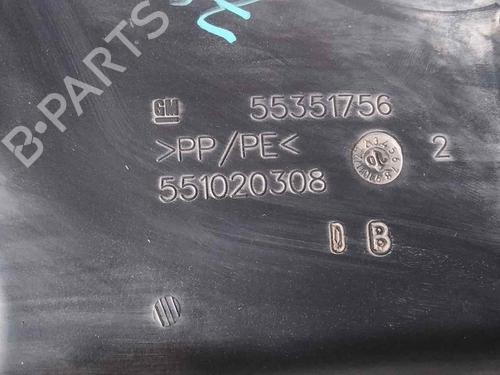 B-PARTS
GM 55351756
>PP/PE< 2
551020308
D B